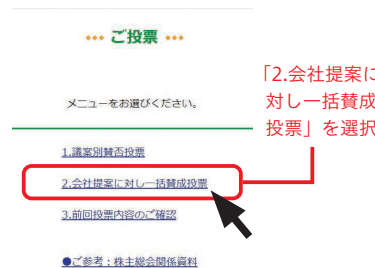 ご投票
メニューをお選びください。
「2.会社提案に
対し一括賛成
投票」を選択
1.議案別賛否投票
2.会社提案に対し一括賛成投票
3.前回投票内容のご確認
●ご参考：株主総会関係資料